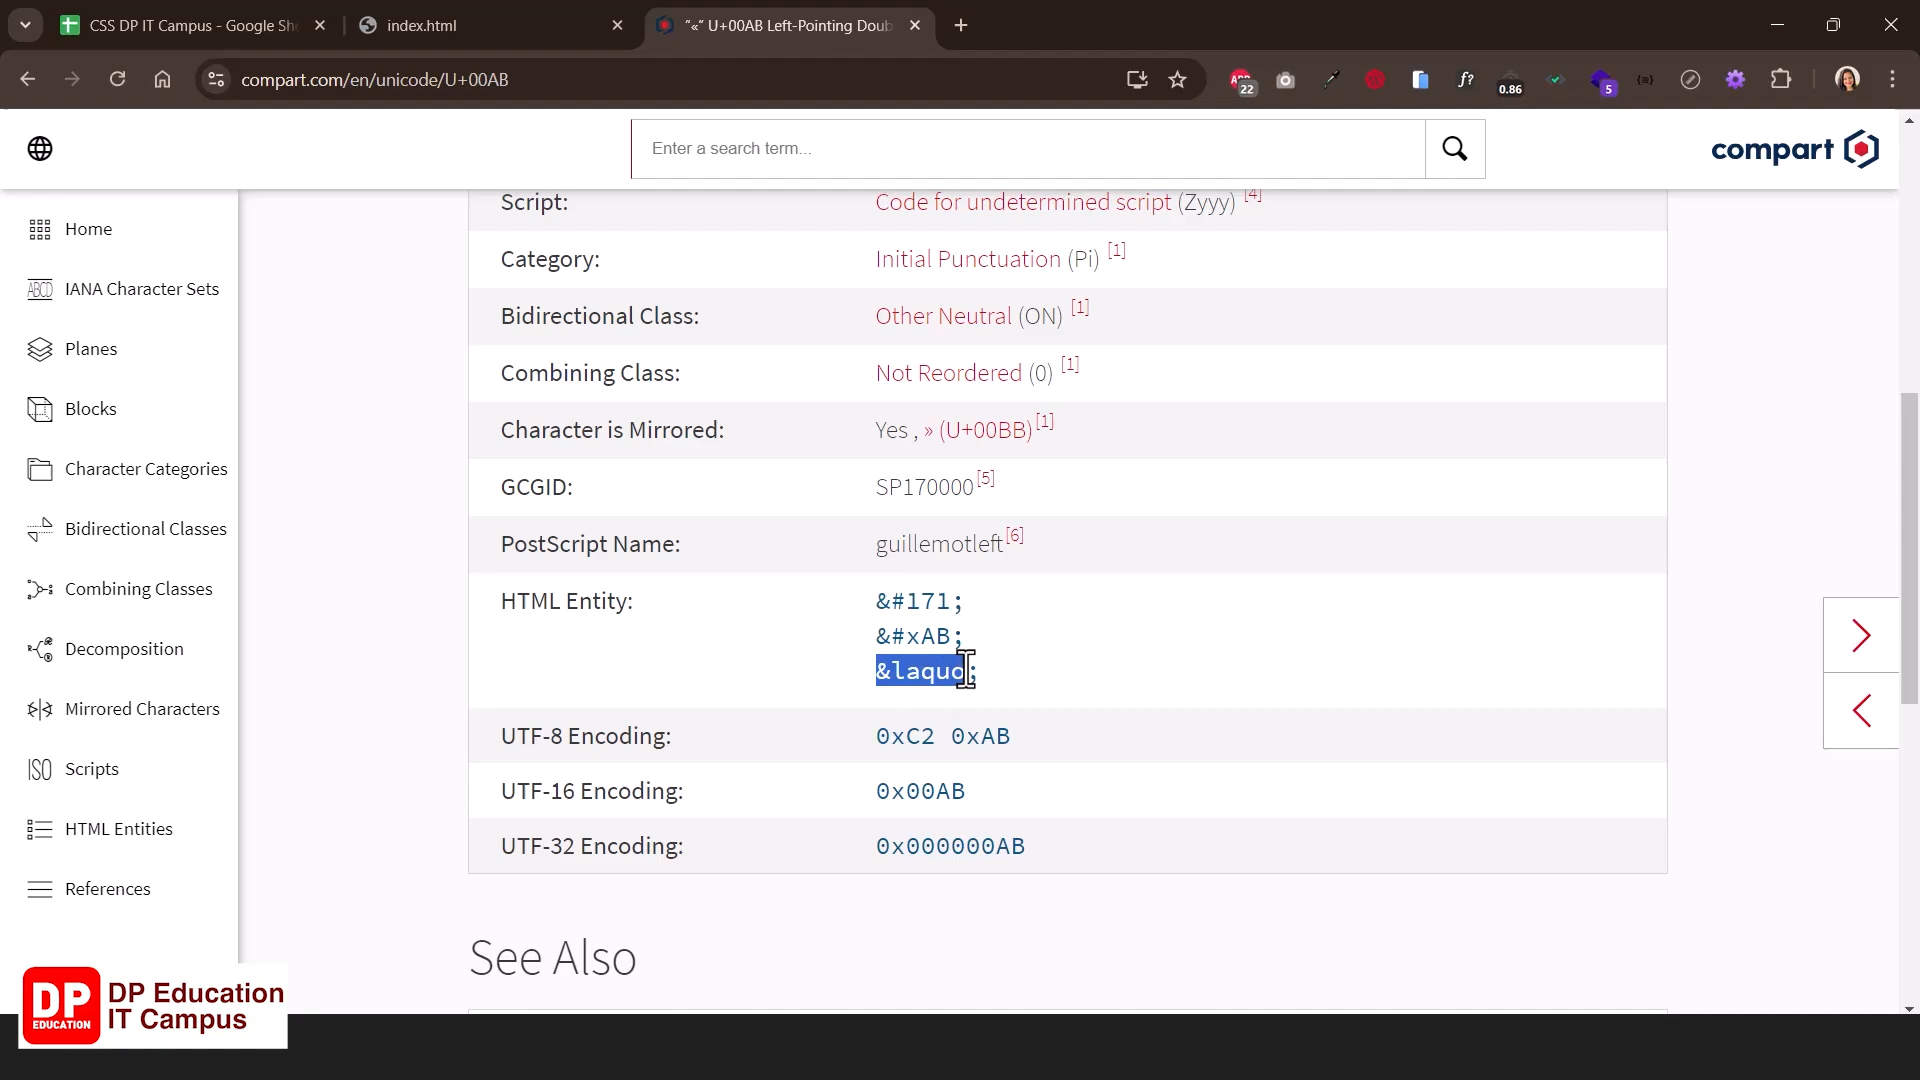 CSS DP IT Campus - Google She
index.html
"«" U+00AB Left-Pointing Doub
compart.com/en/unicode/U+00AB
22
f?
0.86
5
Enter a search term...
compart
Home
IANA Character Sets
Planes
Blocks
Character Categories
Bidirectional Classes
Combining Classes
Decomposition
Mirrored Characters
Scripts
HTML Entities
References
Script: Code for undetermined script (Zyyy) [4]
Category: Initial Punctuation (Pi) [1]
Bidirectional Class: Other Neutral (ON) [1]
Combining Class: Not Reordered (0) [1]
Character is Mirrored: Yes , » (U+00BB)[1]
GCGID: SP170000[5]
PostScript Name: guillemotleft[6]
HTML Entity: &#171;
&#xAB;
&laquo;
UTF-8 Encoding: 0xC2 0xAB
UTF-16 Encoding: 0x00AB
UTF-32 Encoding: 0x000000AB
See Also
DP
EDUCATION
DP Education
IT Campus